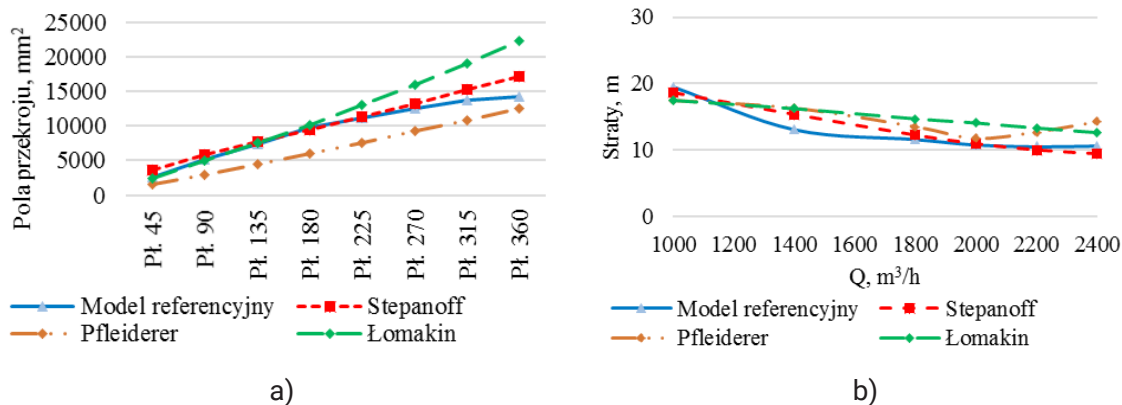 25000
20000
15000
10000
5000
0
Pola przekroju, mm²
Pł. 45
Pł. 90
Pł. 135
Pł. 180
Pł. 225
Pł. 270
Pł. 315
Pł. 360
Model referencyjny
Stepanoff
Pfleiderer
Łomakin
a)
30
20
10
0
Straty, m
1000 1200 1400 1600 1800 2000 2200 2400
Q, m³/h
Model referencyjny
Stepanoff
Pfleiderer
Łomakin
b)